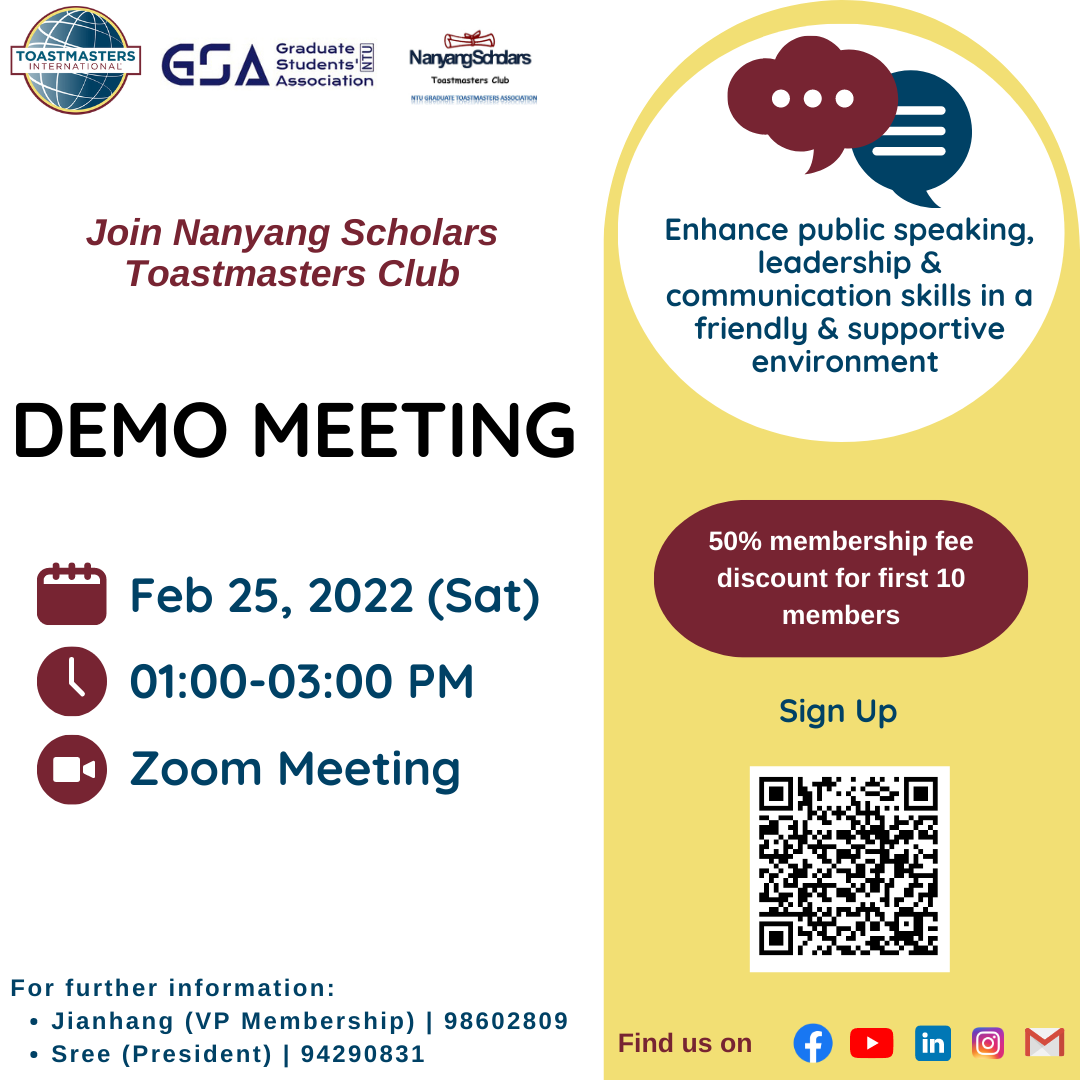 TOASTMASTERS
INTERNATIONAL
GSA
Graduate
Students'
Association
NTU
NanyangScholars
Toastmasters Club
NTU GRADUATE TOASTMASTERS ASSOCIATION
Join Nanyang Scholars
Toastmasters Club
DEMO MEETING
Feb 25, 2022 (Sat)
01:00-03:00 PM
Zoom Meeting
For further information:
• Jianhang (VP Membership) | 98602809
• Sree (President) | 94290831
Enhance public speaking,
leadership &
communication skills in a
friendly & supportive
environment
50% membership fee
discount for first 10
members
Sign Up
Find us on
in